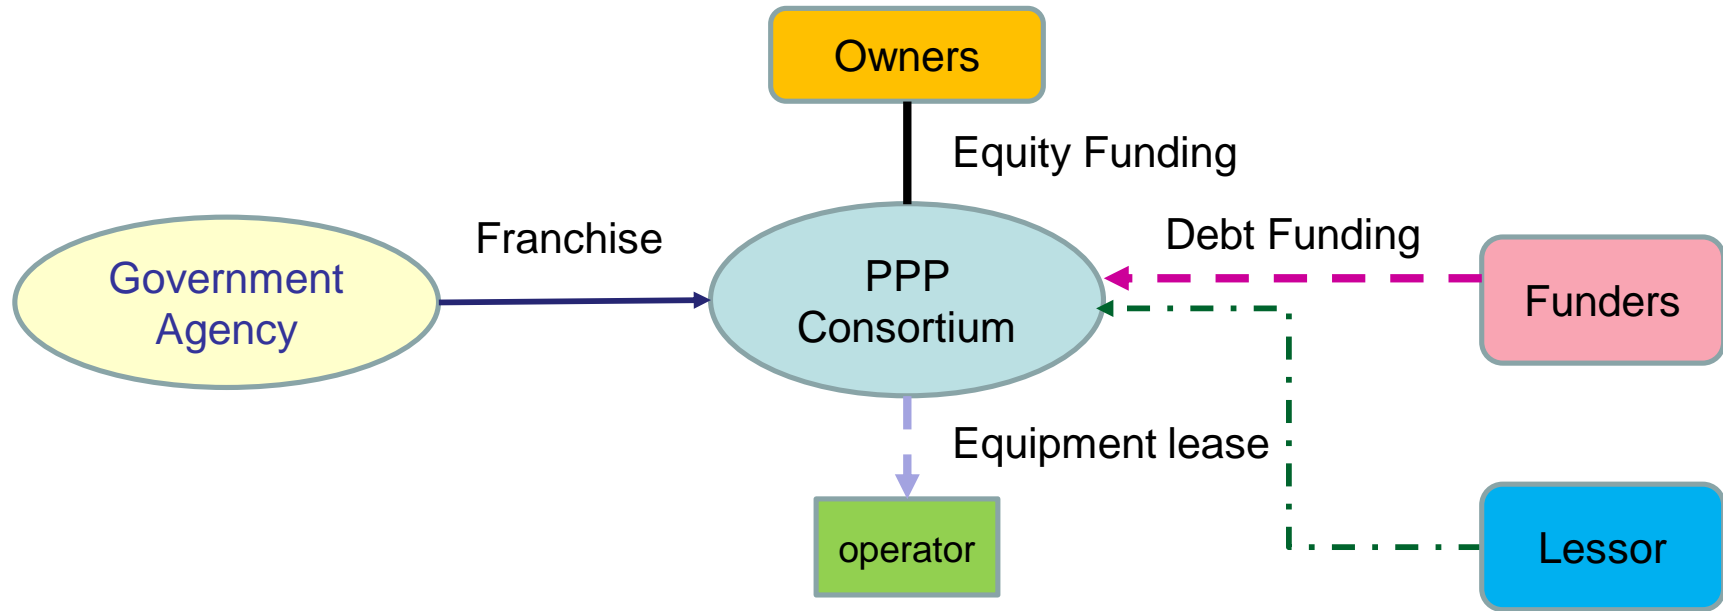 Owners
Equity Funding
Franchise
Debt Funding
Government
Agency
PPP
Consortium
Funders
Equipment lease
operator
Lessor